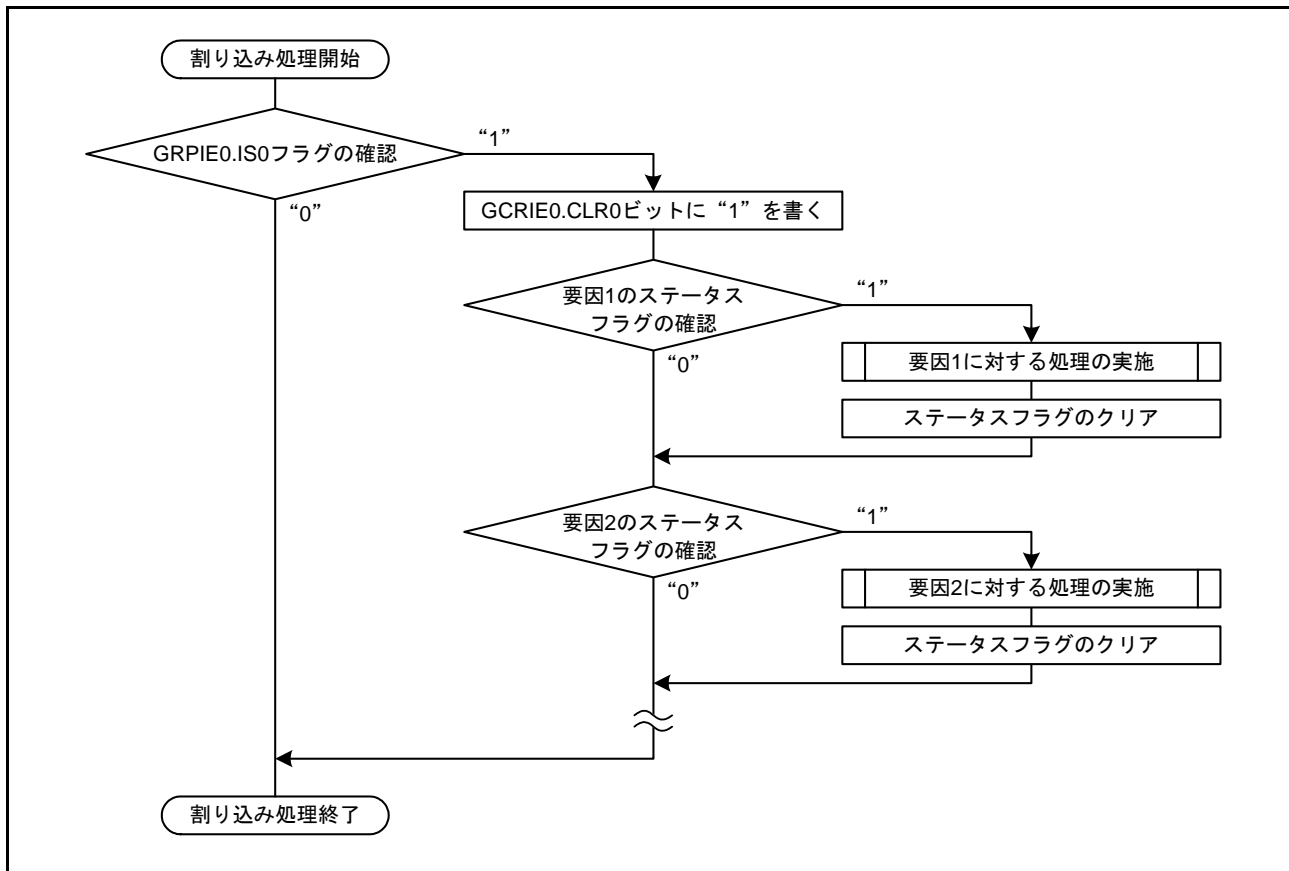 割り込み処理開始
GRPIE0.IS0フラグの確認
“1”
“0”
GCRIE0.CLR0ビットに“1”を書く
要因1のステータス
フラグの確認
“1”
“0”
要因1に対する処理の実施
ステータスフラグのクリア
要因2のステータス
フラグの確認
“1”
“0”
要因2に対する処理の実施
ステータスフラグのクリア
割り込み処理終了